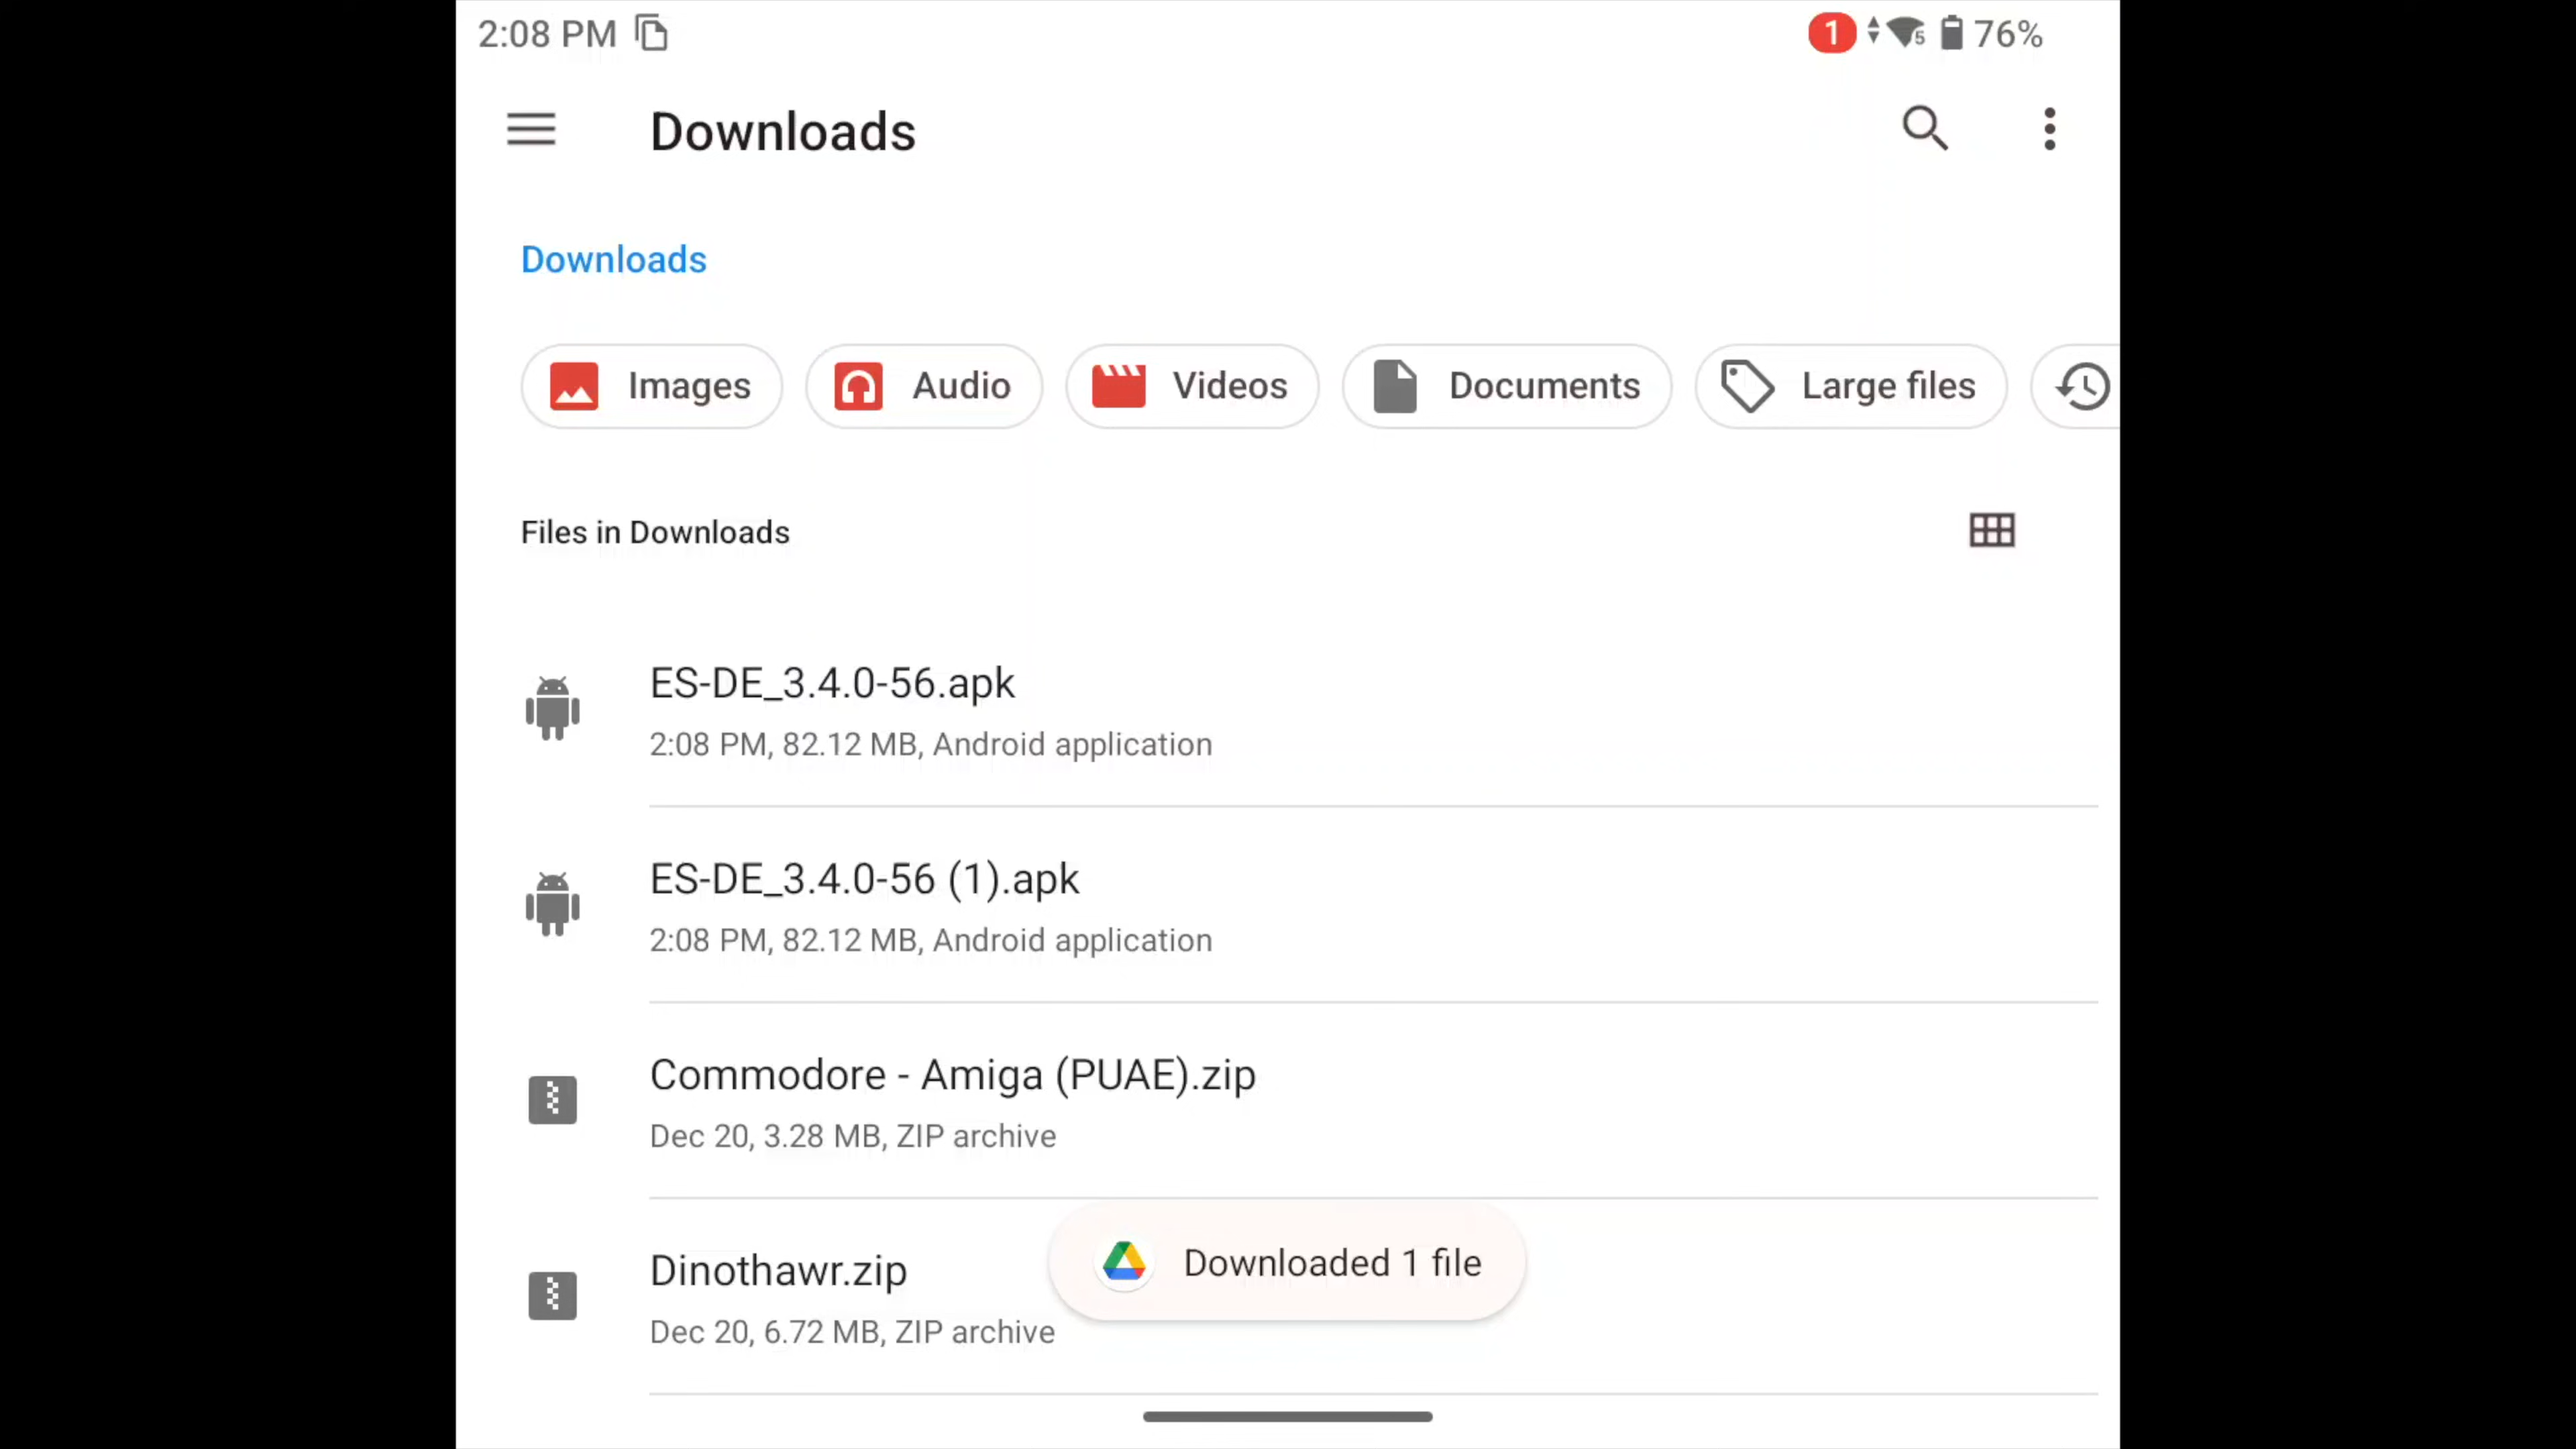 2:08 PM
1
5
76%
Downloads
Downloads
Images
Audio
Videos
Documents
Large files
Files in Downloads
ES-DE_3.4.0-56.apk
2:08 PM, 82.12 MB, Android application
ES-DE_3.4.0-56 (1).apk
2:08 PM, 82.12 MB, Android application
Commodore - Amiga (PUAE).zip
Dec 20, 3.28 MB, ZIP archive
Dinothawr.zip
Dec 20, 6.72 MB, ZIP archive
Downloaded 1 file